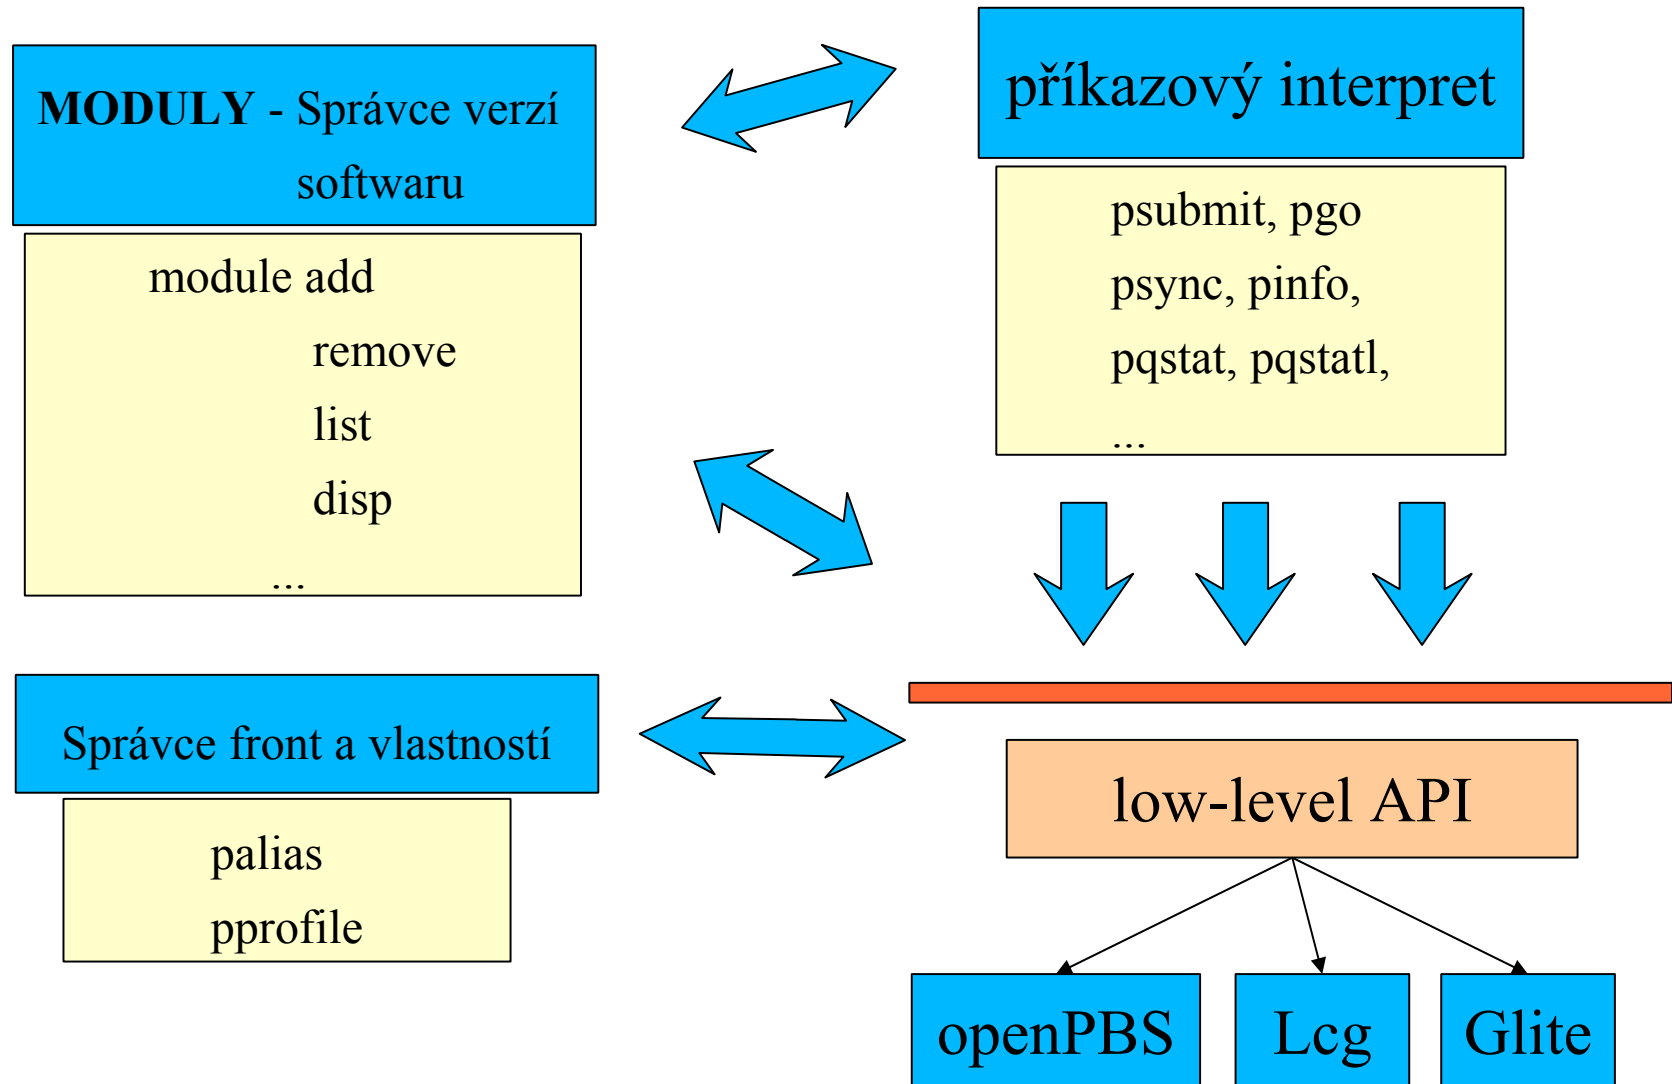 MODULY - Správce verzí
softwaru
module add
remove
list
disp
...
příkazový interpret
psubmit, pgo
psync, pinfo,
pqstat, pqstatl,
...
Správce front a vlastností
palias
pprofile
low-level API
openPBS
Lcg
Glite